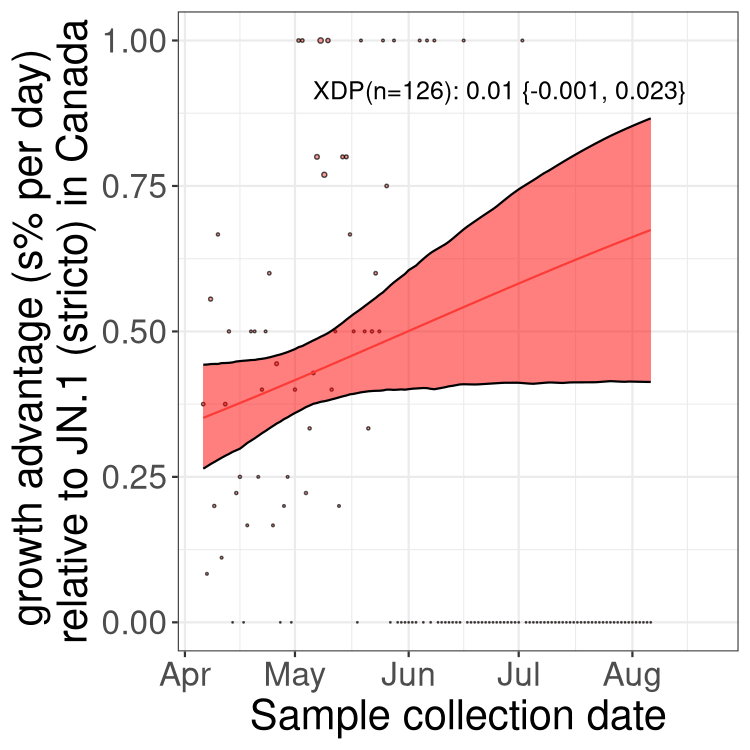 growth advantage (s% per day)
relative to JN.1 (stricto) in Canada
1.00
0.75
0.50
0.25
0.00
XDP(n=126): 0.01 {-0.001, 0.023}
Apr May Jun Jul Aug
Sample collection date